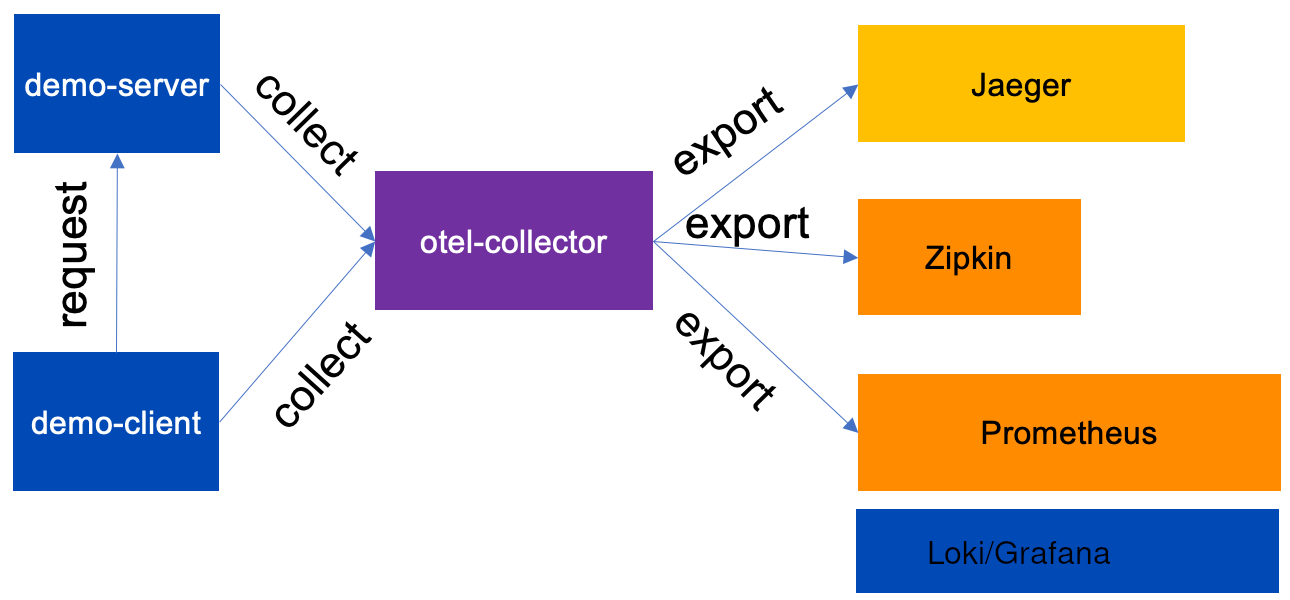 demo-server
collect
export
Jaeger
request
otel-collector
export
Zipkin
demo-client
collect
export
Prometheus
Loki/Grafana